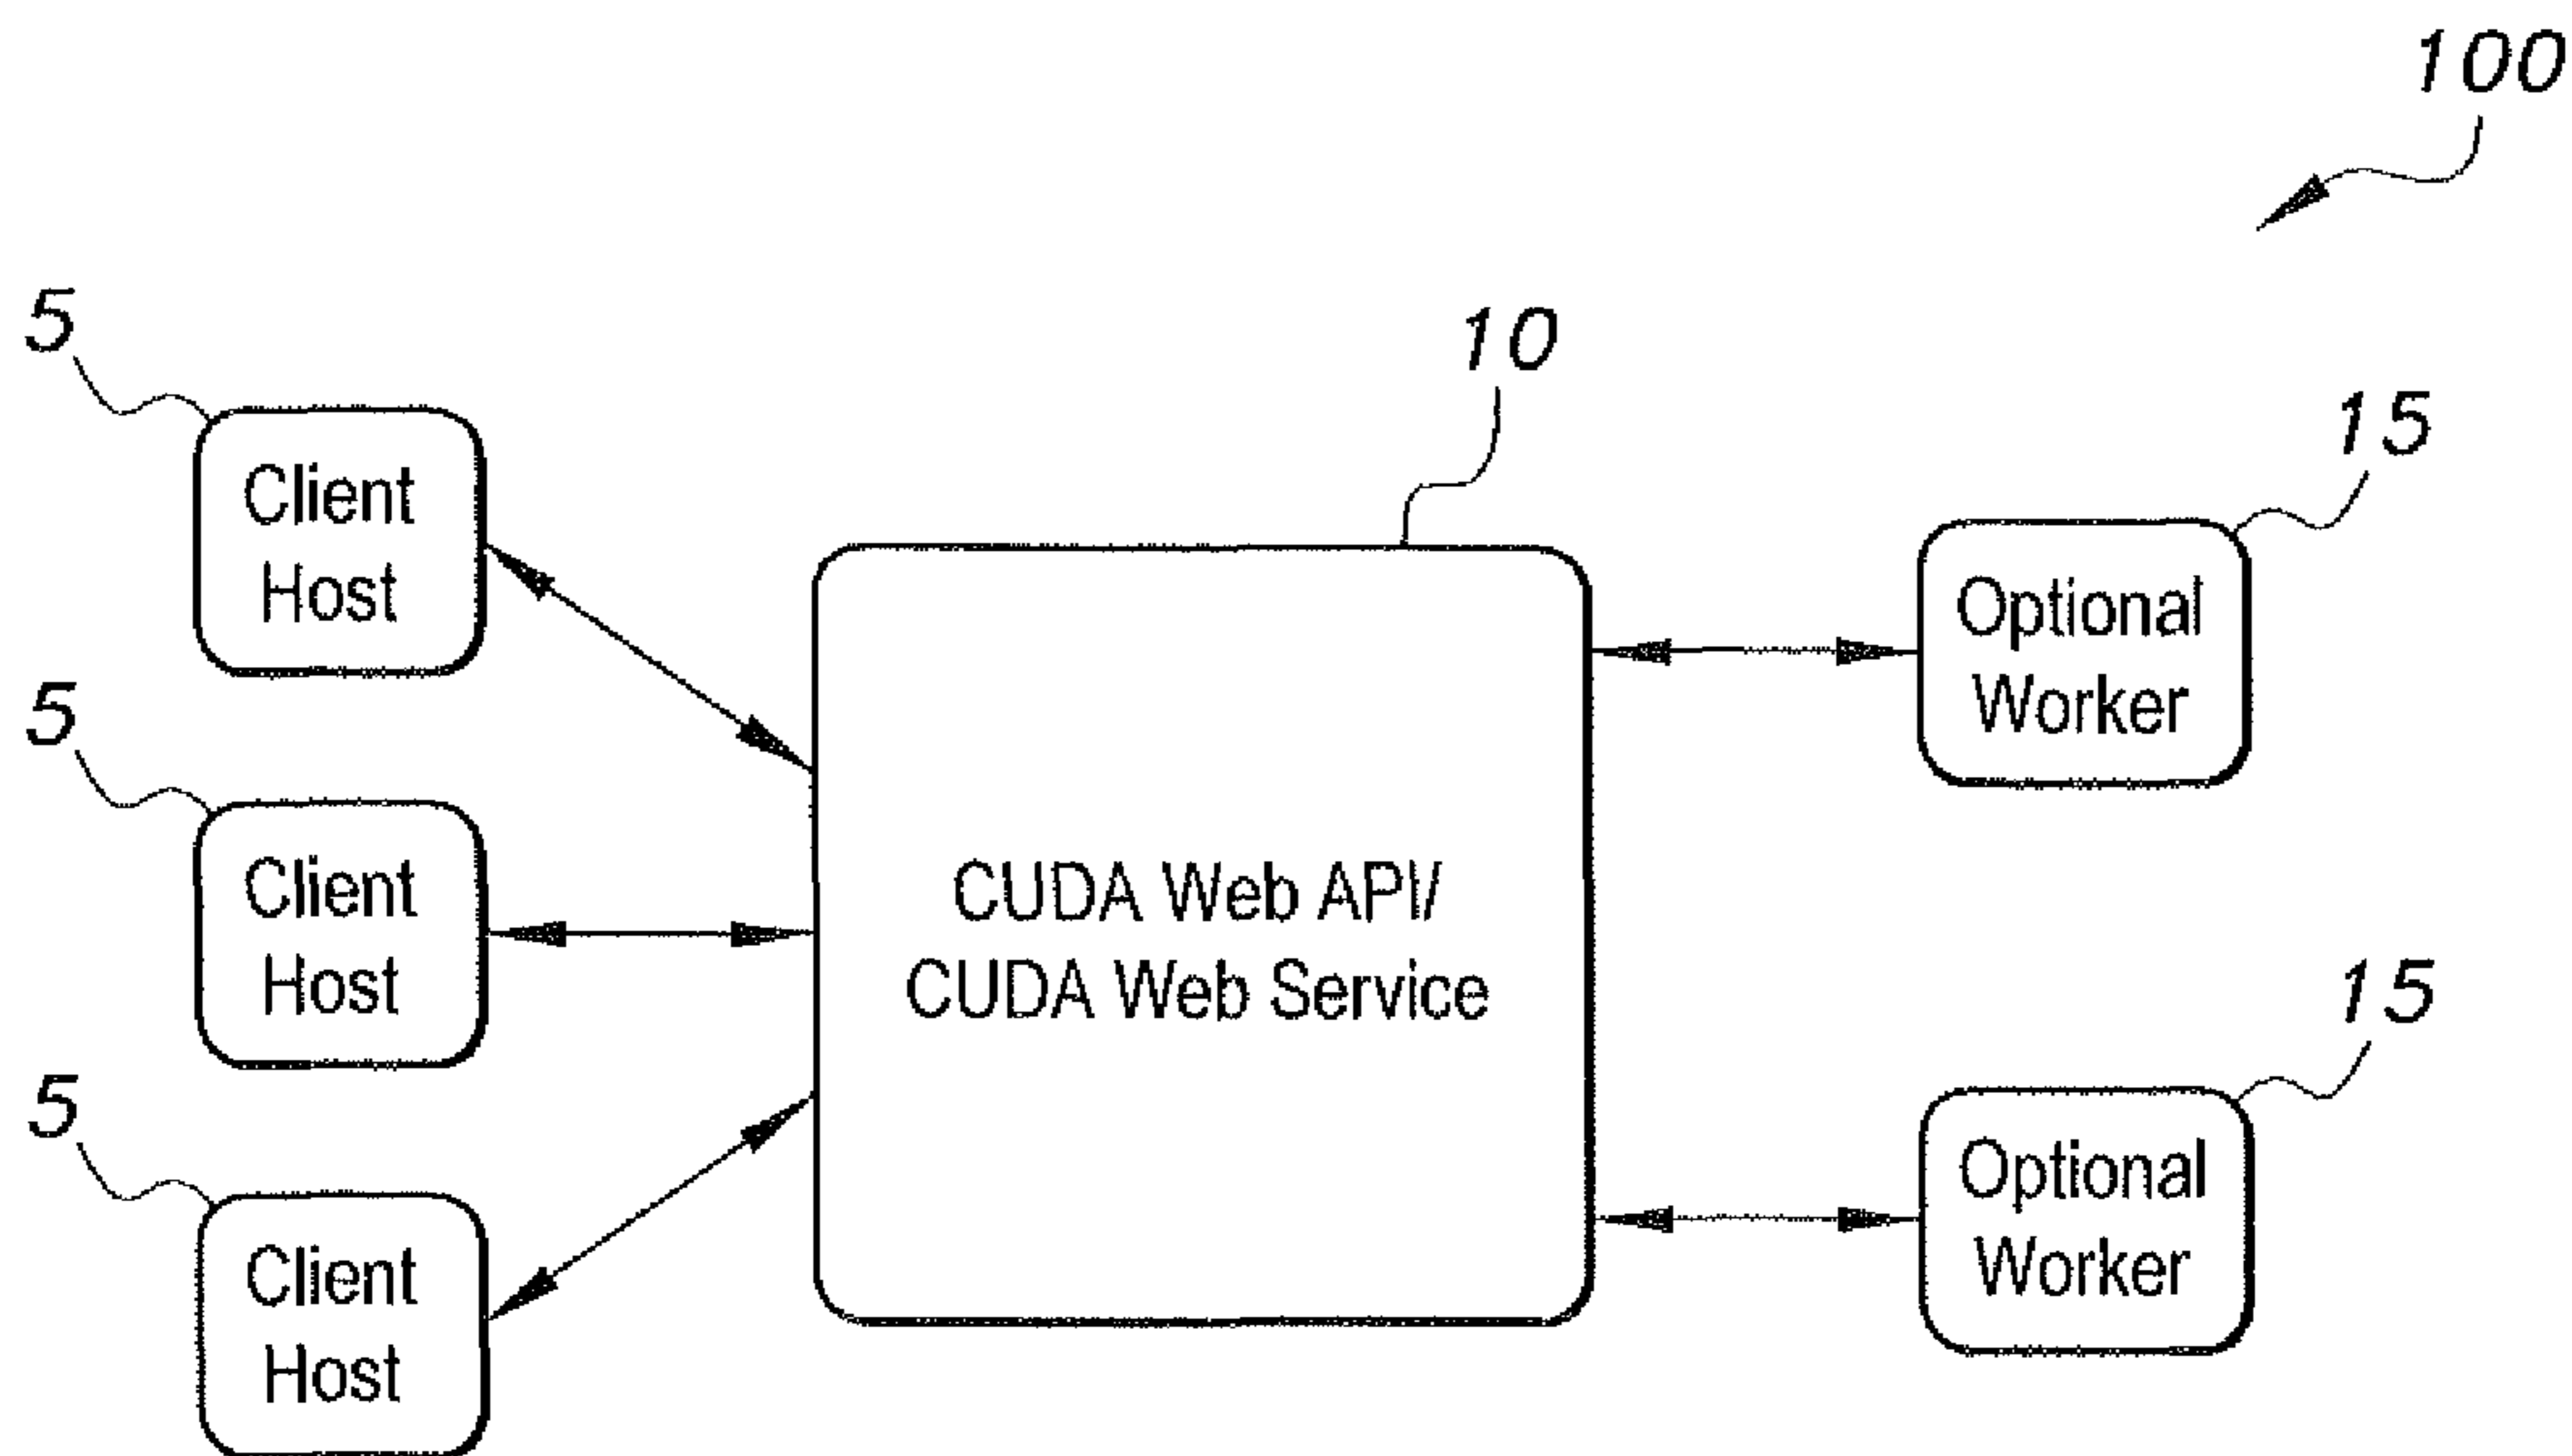 100
5
10
15
Client
Host
Optional
Worker
5
Client
Host
CUDA Web API/
CUDA Web Service
15
5
Optional
Worker
Client
Host